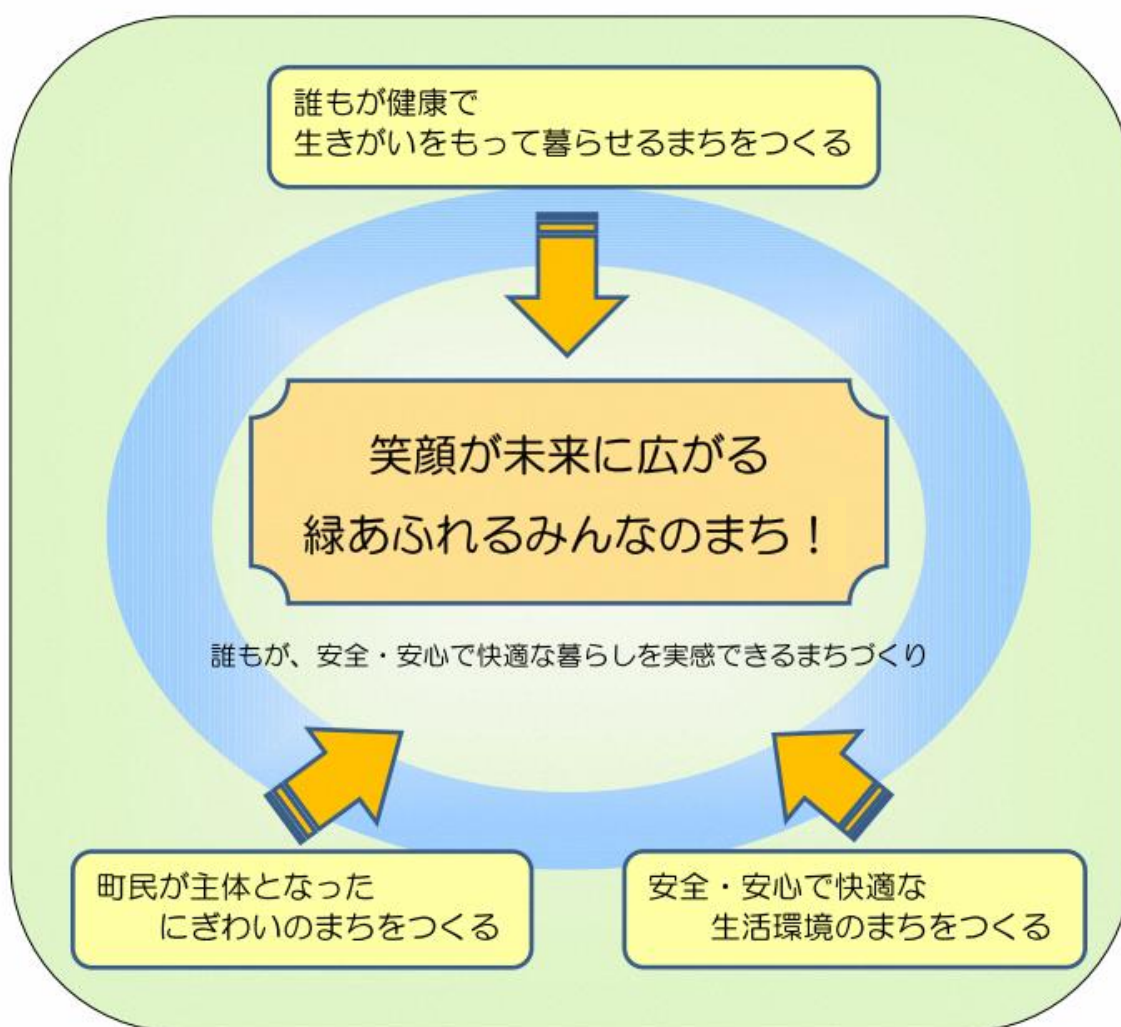 誰もが健康で
生きがいをもって暮らせるまちをつくる
笑顔が未来に広がる
緑あふれるみんなのまち！
誰もが、安全・安心で快適な暮らしを実感できるまちづくり
町民が主体となった
にぎわいのまちをつくる
安全・安心で快適な
生活環境のまちをつくる